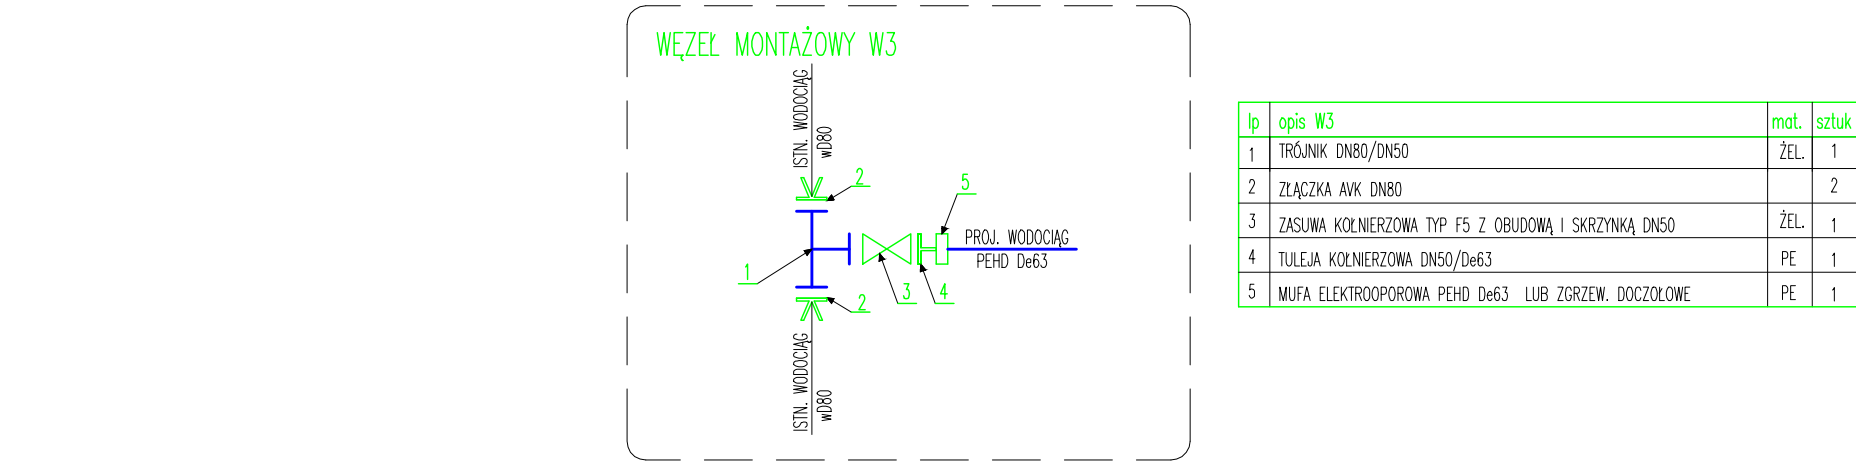 WĘZEŁ MONTAŻOWY W3
ISTN. WODOCIĄG
wD80
2
5
PROJ. WODOCIĄG
PEHD De63
1
3
4
2
ISTN. WODOCIĄG
wD80
lp opis W3 mat. sztuk
1 TRÓJNIK DN80/DN50 ŻEL. 1
2 ZŁĄCZKA AVK DN80 2
3 ZASUWA KOŁNIERZOWA TYP F5 Z OBUDOWĄ I SKRZYNKĄ DN50 ŻEL. 1
4 TULEJA KOŁNIERZOWA DN50/De63 PE 1
5 MUFA ELEKTROOPOROWA PEHD De63 LUB ZGRZEW. DOCZOŁOWE PE 1